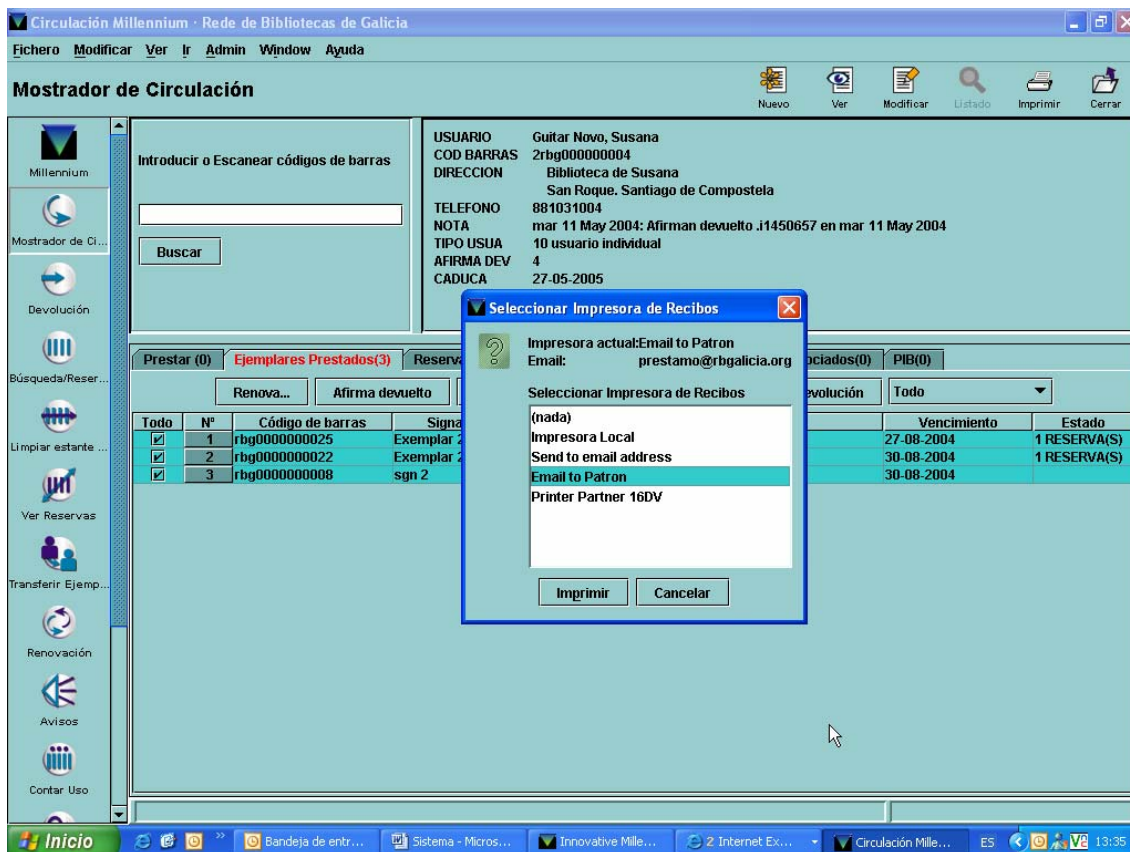 Circulación Millennium · Rede de Bibliotecas de Galicia
Fichero Modificar Ver Ir Admin Window Ayuda
Mostrador de Circulación
Nuevo Ver Modificar Listado Imprimir Cerrar
Millennium
Mostrador de Ci...
Devolución
Búsqueda/Reser...
Limpiar estante ...
Ver Reservas
Transferir Ejemp...
Renovación
Avisos
Contar Uso
Introducir o Escanear códigos de barras
Buscar
USUARIO Guitar Novo, Susana
COD BARRAS 2rbg000000004
DIRECCION Biblioteca de Susana
San Roque. Santiago de Compostela
TELEFONO 881031004
NOTA mar 11 May 2004: Afirman devuelto .i1450657 en mar 11 May 2004
TIPO USUA 10 usuario individual
AFIRMA DEV 4
CADUCA 27-05-2005
Prestar (0) Ejemplares Prestados(3) Reserva ociados(0) PIB(0)
Renova... Afirma devuelto evolución Todo
Todo Nº Código de barras Signa Vencimiento Estado
1 rbg0000000025 Exemplar 2 27-08-2004 1 RESERVA(S)
2 rbg0000000022 Exemplar 2 30-08-2004 1 RESERVA(S)
3 rbg0000000008 sgn 2 30-08-2004
Seleccionar Impresora de Recibos
Impresora actual:Email to Patron
Email: prestamo@rbgalicia.org
Seleccionar Impresora de Recibos
(nada)
Impresora Local
Send to email address
Email to Patron
Printer Partner 16DV
Imprimir Cancelar
Inicio Bandeja de entr... Sistema - Micros... Innovative Mille... 2 Internet Ex... Circulación Mille... ES 13:35